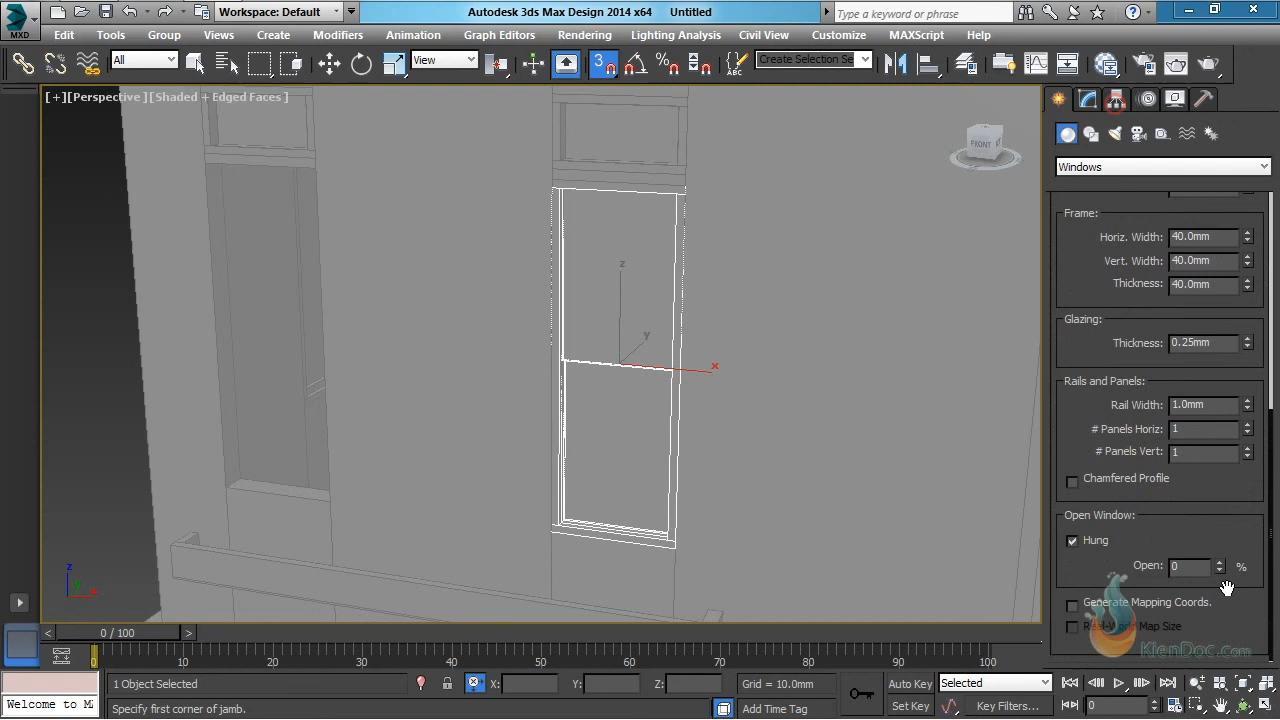 MXD
Workspace: Default
Autodesk 3ds Max Design 2014 x64 Untitled
Type a keyword or phrase
Edit Tools Group Views Create Modifiers Animation Graph Editors Rendering Lighting Analysis Civil View Customize MAXScript Help
All
View
3
%
ABC
Create Selection Se
[+][Perspective][Shaded + Edged Faces]
FRONT
Windows
Frame:
Horiz. Width: 40.0mm
Vert. Width: 40.0mm
Thickness: 40.0mm
Glazing:
Thickness: 0.25mm
Rails and Panels:
Rail Width: 1.0mm
# Panels Horiz: 1
# Panels Vert: 1
Chamfered Profile
Open Window:
Hung
Open: 0 %
Generate Mapping Coords.
Real-World Map Size
KienDoc.com
z
y
x
z
y
x
< 0 / 100 >
0 10 20 30 40 50 60 70 80 90 100
1 Object Selected
X: Y: Z:
Grid = 10.0mm
Auto Key
Selected
Welcome to M
Specify first corner of jamb.
Add Time Tag
Set Key
Key Filters...
0